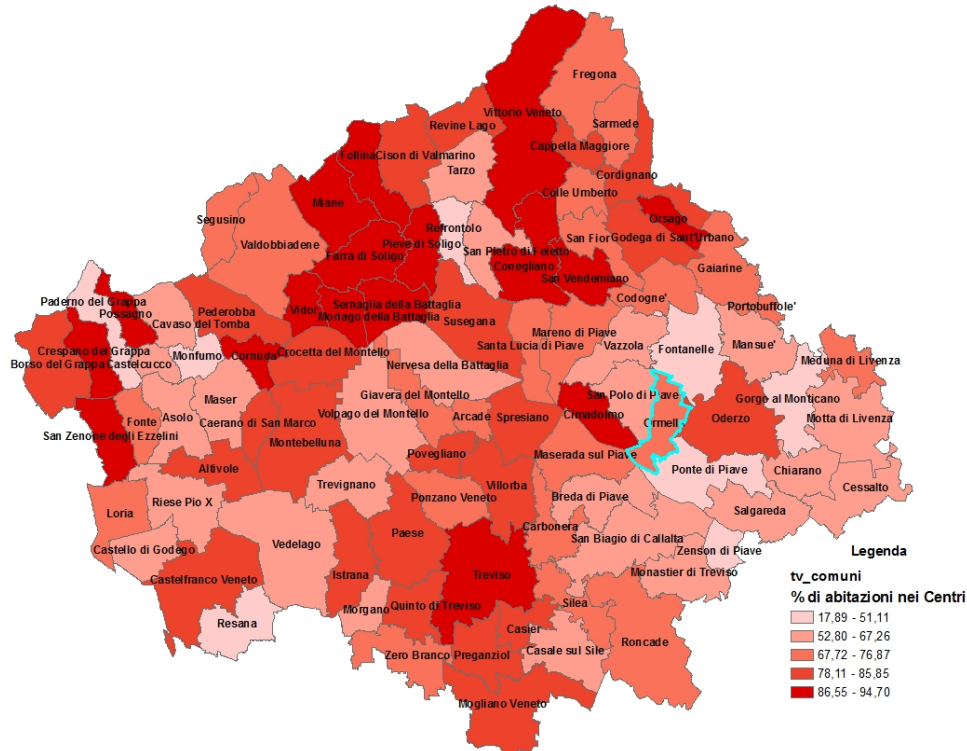 Fregona
Vittorio Veneto
Revine Lago
Sarmede
Cappella Maggiore
Follina
Cison di Valmarino
Tarzo
Cordignano
Miane
Colle Umberto
Segusino
Orsago
Refrontolo
Valdobbiadene
Pieve di Soligo
San Fior
Godega di Sant'Urbano
San Pietro di Feletto
Farra di Soligo
Conegliano
Gaiarine
San Vendemiano
Paderno del Grappa
Codogne'
Portobuffole'
Sernaglia della Battaglia
Possagno
Pederobba
Vidor
Moriago della Battaglia
Susegana
Cavaso del Tomba
Mareno di Piave
Santa Lucia di Piave
Vazzola
Mansue'
Fontanelle
Crespano del Grappa
Monfumo
Cornuda
Crocetta del Montello
Meduna di Livenza
Borso del Grappa
Castelcucco
Nervesa della Battaglia
San Polo di Piave
Giavera del Montello
Gorgo al Monticano
Maser
Cimadolmo
Volpago del Montello
Arcade
Spresiano
Oderzo
Motta di Livenza
Fonte
Asolo
Caerano di San Marco
Ormelle
San Zenone degli Ezzelini
Montebelluna
Povegliano
Maserada sul Piave
Altivole
Ponte di Piave
Chiarano
Trevignano
Villorba
Cessalto
Ponzano Veneto
Breda di Piave
Riese Pio X
Loria
Salgareda
Carbonera
Paese
San Biagio di Callalta
Vedelago
Castello di Godego
Zenson di Piave
Legenda
Treviso
Monastier di Treviso
Istrana
Castelfranco Veneto
tv_comuni
% di abitazioni nei Centri
Morgano
Quinto di Treviso
Silea
17,89 - 51,11
Resana
Casier
52,80 - 67,26
Roncade
Casale sul Sile
67,72 - 76,87
Zero Branco
Preganziol
78,11 - 85,85
86,55 - 94,70
Mogliano Veneto